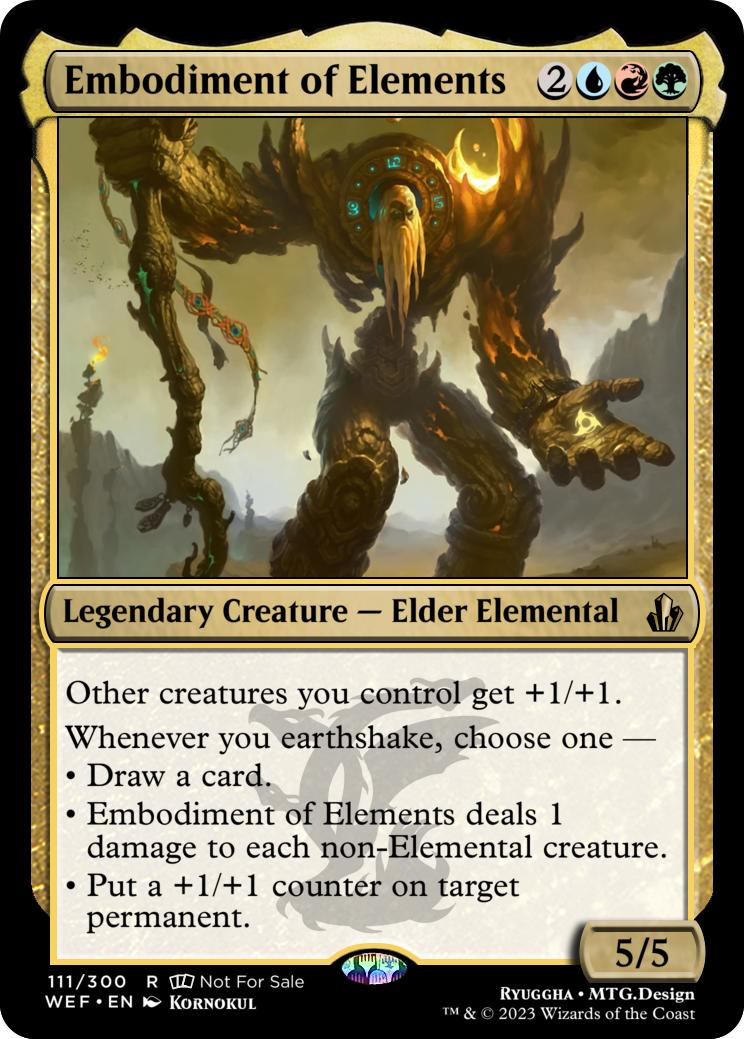 Embodiment of Elements 2
Legendary Creature — Elder Elemental
Other creatures you control get +1/+1.
Whenever you earthshake, choose one —
• Draw a card.
• Embodiment of Elements deals 1
damage to each non-Elemental creature.
• Put a +1/+1 counter on target
permanent.
5/5
111/300 R Not For Sale
WEF • EN Kornokul
Ryuggha • MTG.Design
™ & © 2023 Wizards of the Coast